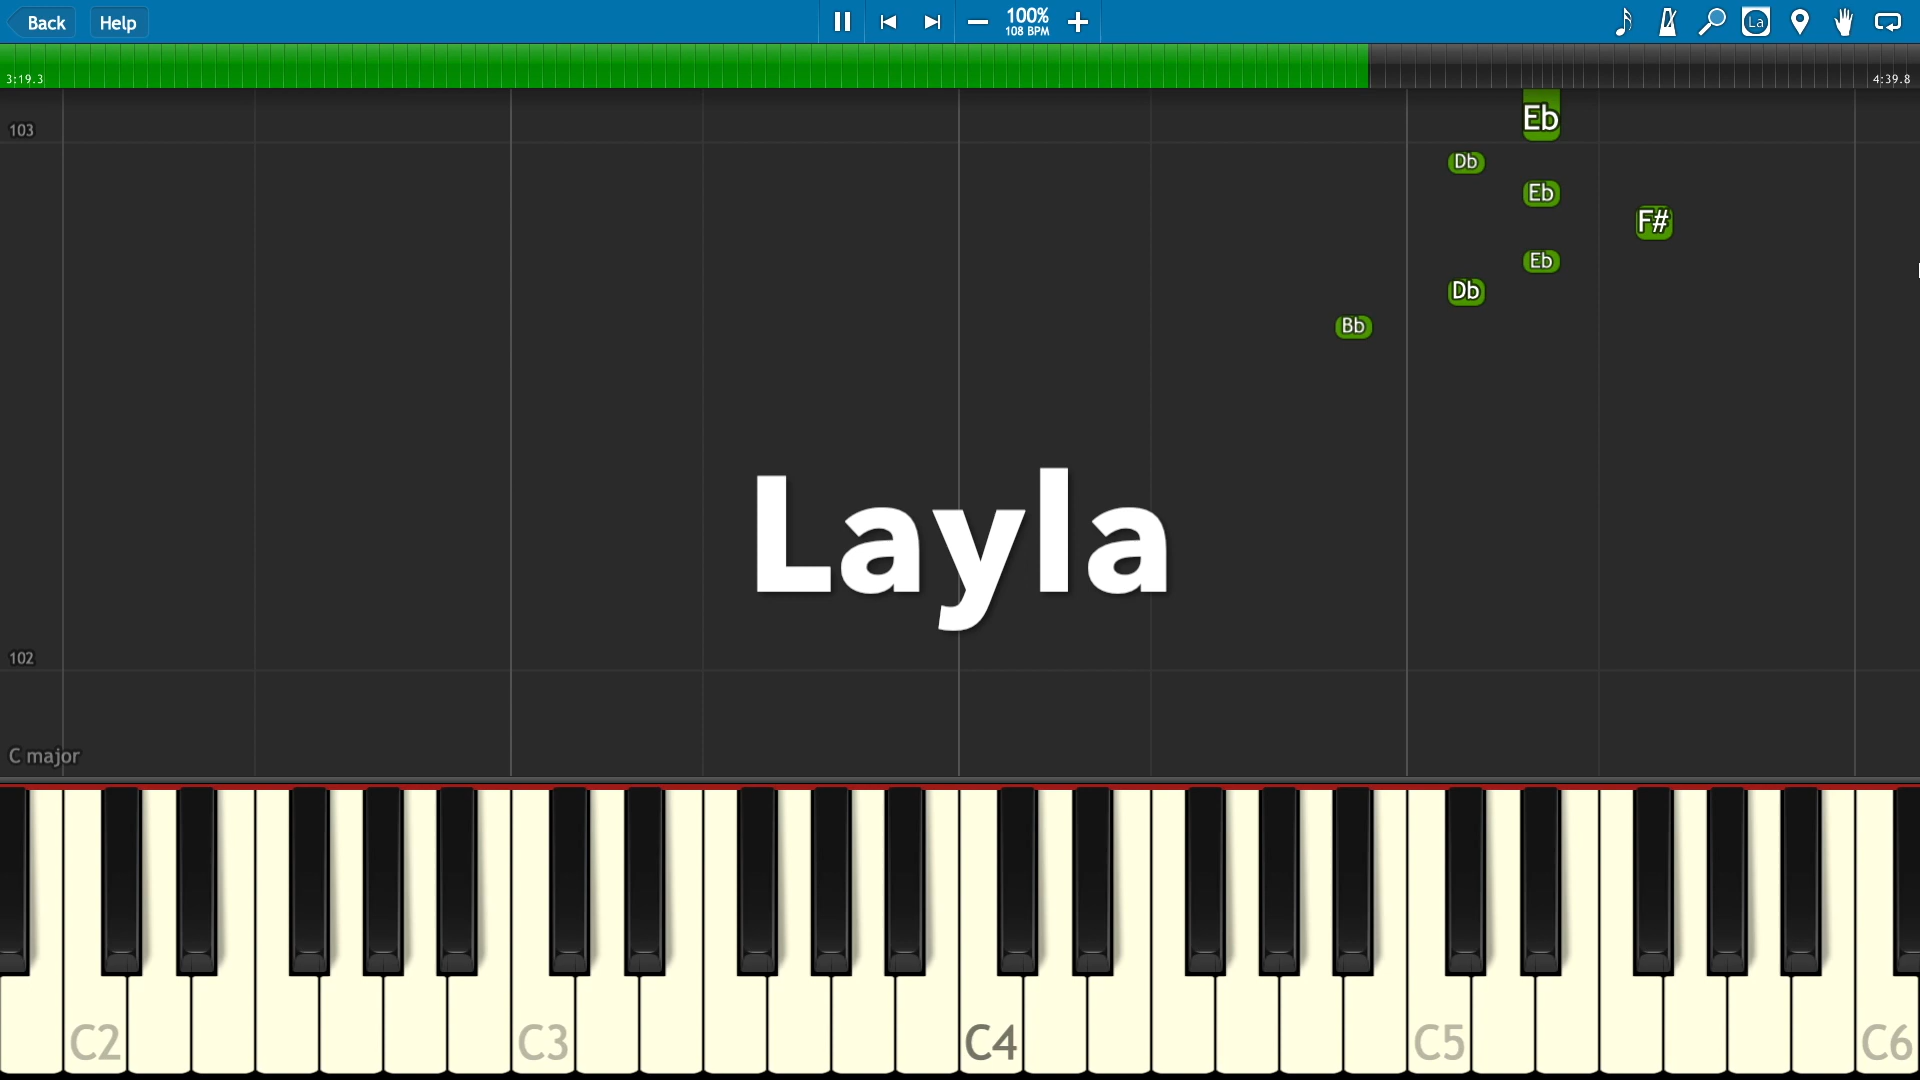 Back Help 100% La
108 BPM
3:19.3 4:39.8
Eb
103
Db
Eb
F#
Eb
Db
Bb
Layla
102
C major
C2 C3 C4 C5 C6